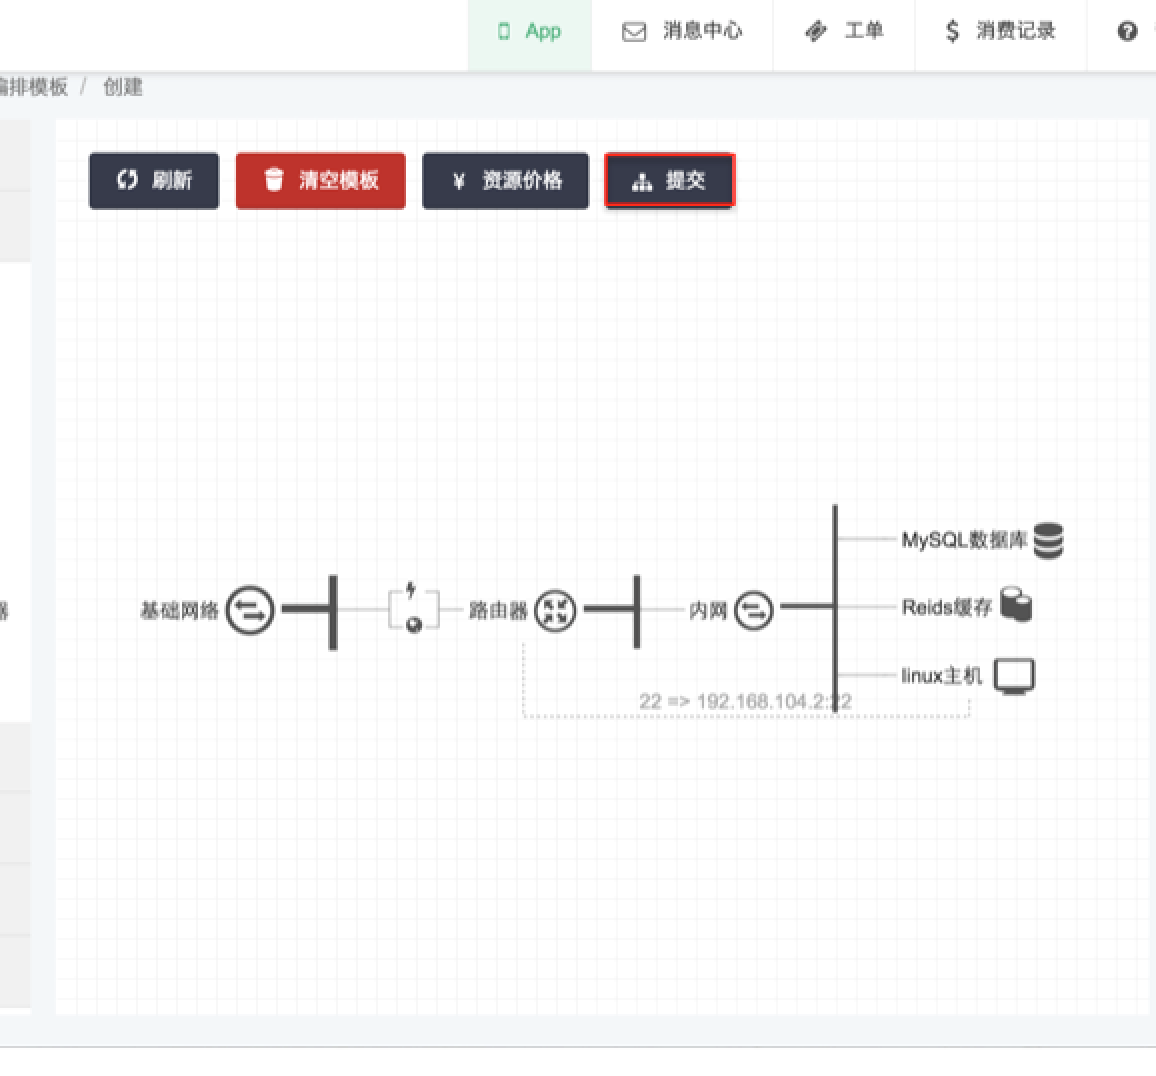 App 消息中心 工单 消费记录
编排模板 / 创建
刷新 清空模板 ¥ 资源价格 提交
MySQL数据库
基础网络 路由器 内网 Reids缓存
linux主机
22 => 192.168.104.2:22